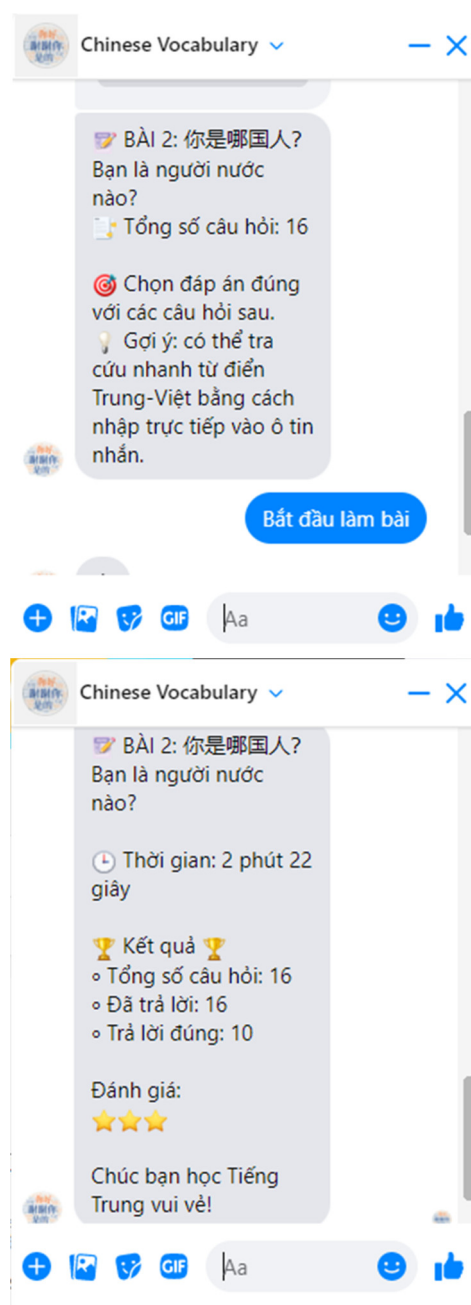 Chinese Vocabulary
📝 BÀI 2: 你是哪国人?
Bạn là người nước
nào?
📑 Tổng số câu hỏi: 16
🎯 Chọn đáp án đúng
với các câu hỏi sau.
💡 Gợi ý: có thể tra
cứu nhanh từ điển
Trung-Việt bằng cách
nhập trực tiếp vào ô tin
nhắn.
Bắt đầu làm bài
GIF
Aa
Chinese Vocabulary
📝 BÀI 2: 你是哪国人?
Bạn là người nước
nào?
🕒 Thời gian: 2 phút 22
giây
🏆 Kết quả 🏆
∘ Tổng số câu hỏi: 16
∘ Đã trả lời: 16
∘ Trả lời đúng: 10
Đánh giá:
⭐⭐⭐
Chúc bạn học Tiếng
Trung vui vẻ!
GIF
Aa